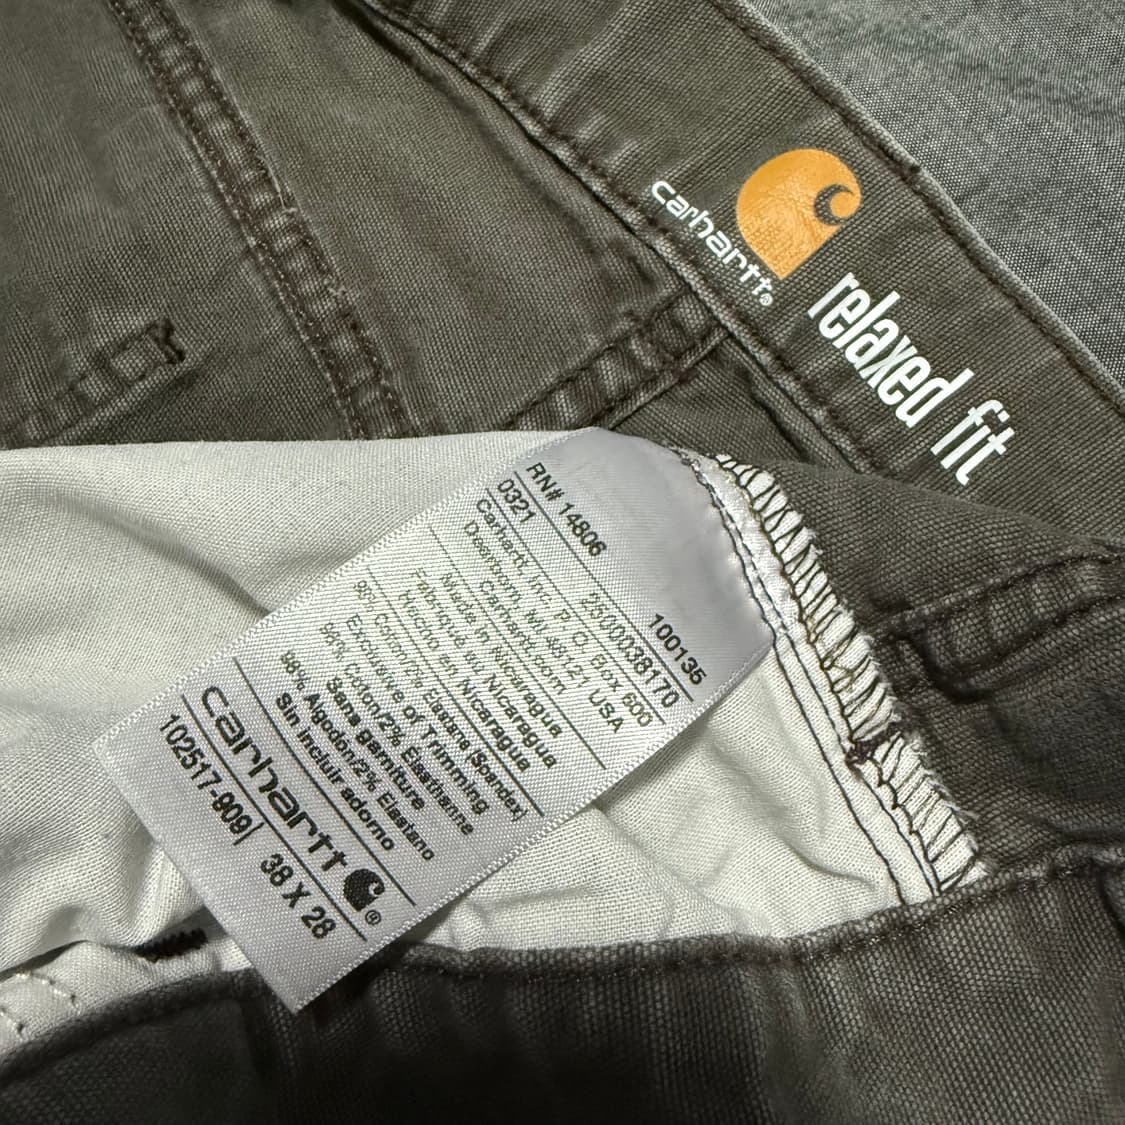 carhartt®
relaxed fit
RN# 14806 100135
0321 2500038170
Carhartt, Inc. P. O. Box 600
Dearborn, MI 48121 USA
Carhartt.com
Made in Nicaragua
Fabriqué au Nicaragua
Hecho en Nicaragua
98% Cotton/2% Elastane (Spandex)
Exclusive of Trimming
98% Coton/2% Elasthanne
Sans garniture
98% Algodon/2% Elastano
Sin incluir adorno
carhartt ®
102517-909| 38 X 28